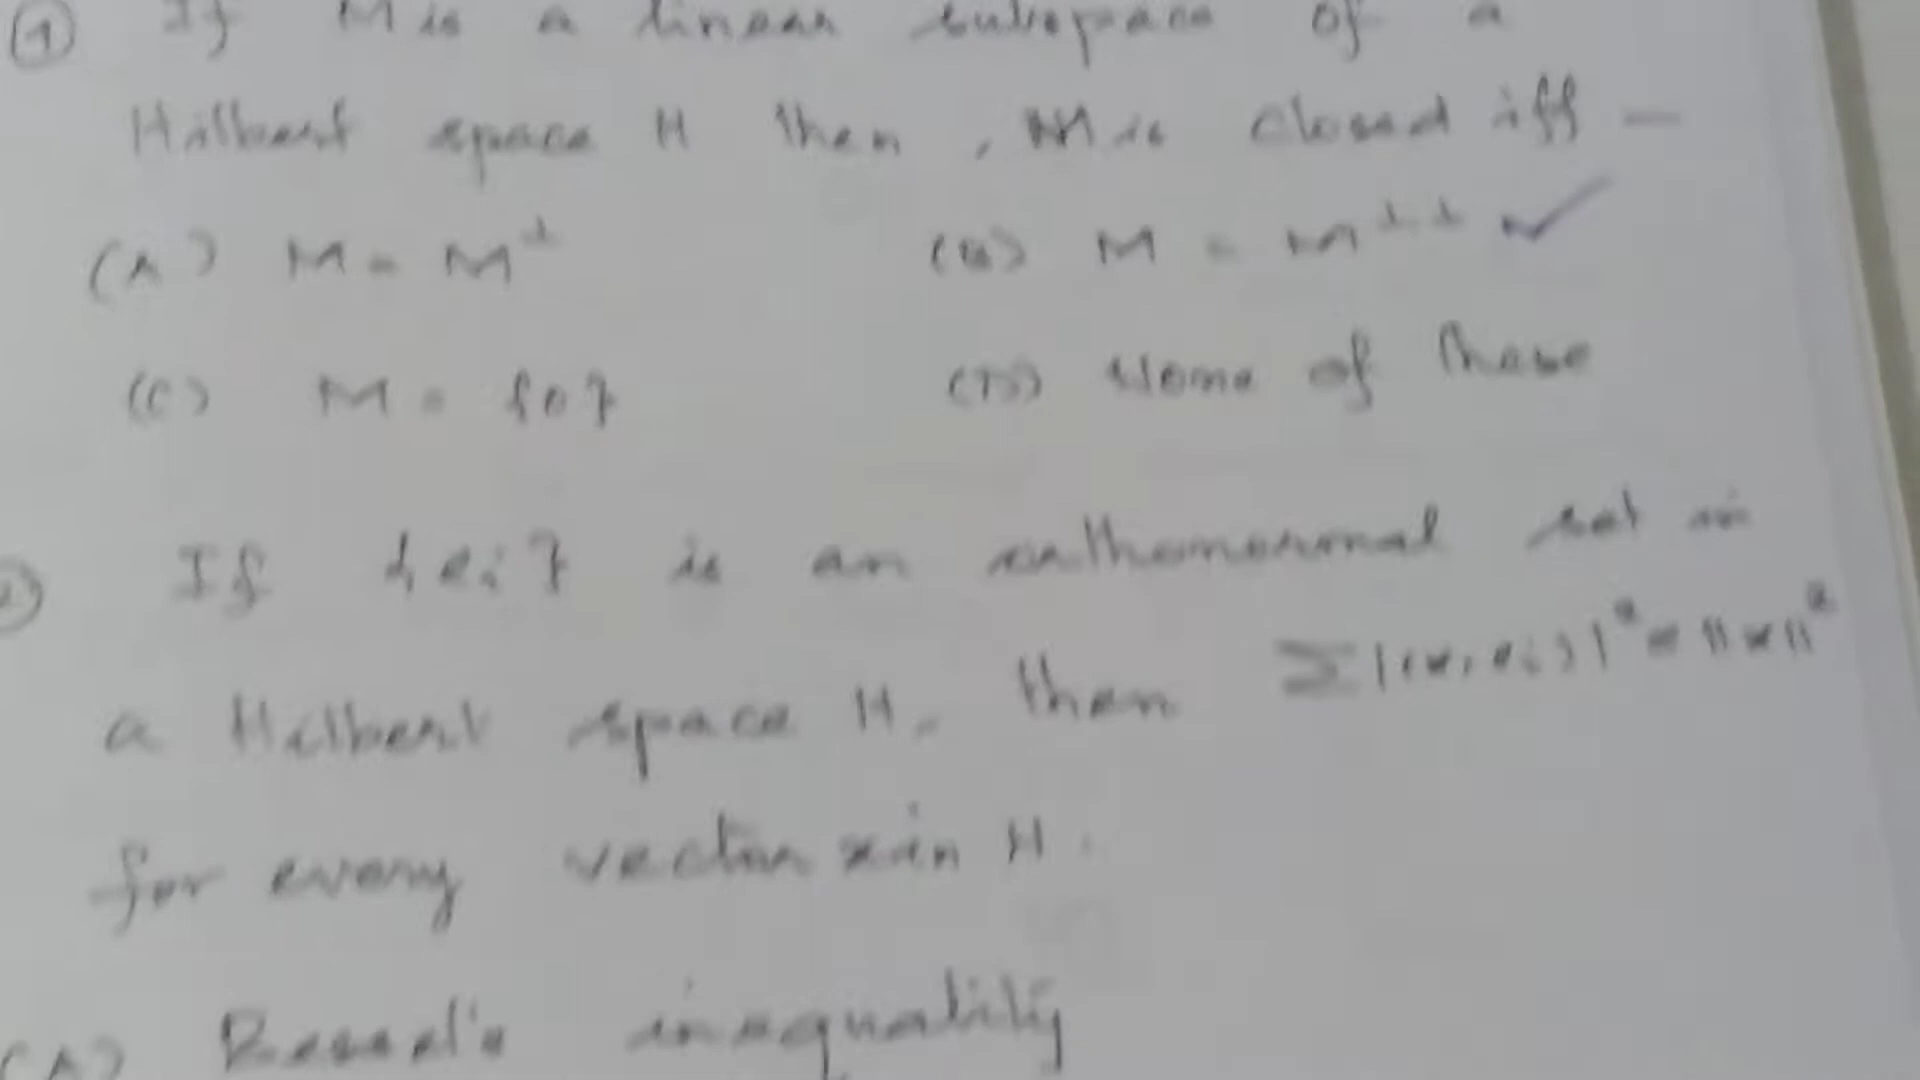 ① If M is a linear subspace of a
Hilbert space H then, M is closed iff —
(A) M = M⊥ (B) M = M⊥⊥ ✓
(C) M = {0} (D) None of these
If {ei} is an orthonormal set in
a Hilbert space H, then Σ|(x, ei)|² = ||x||²
for every vector x in H.
(A) Bessel's inequality